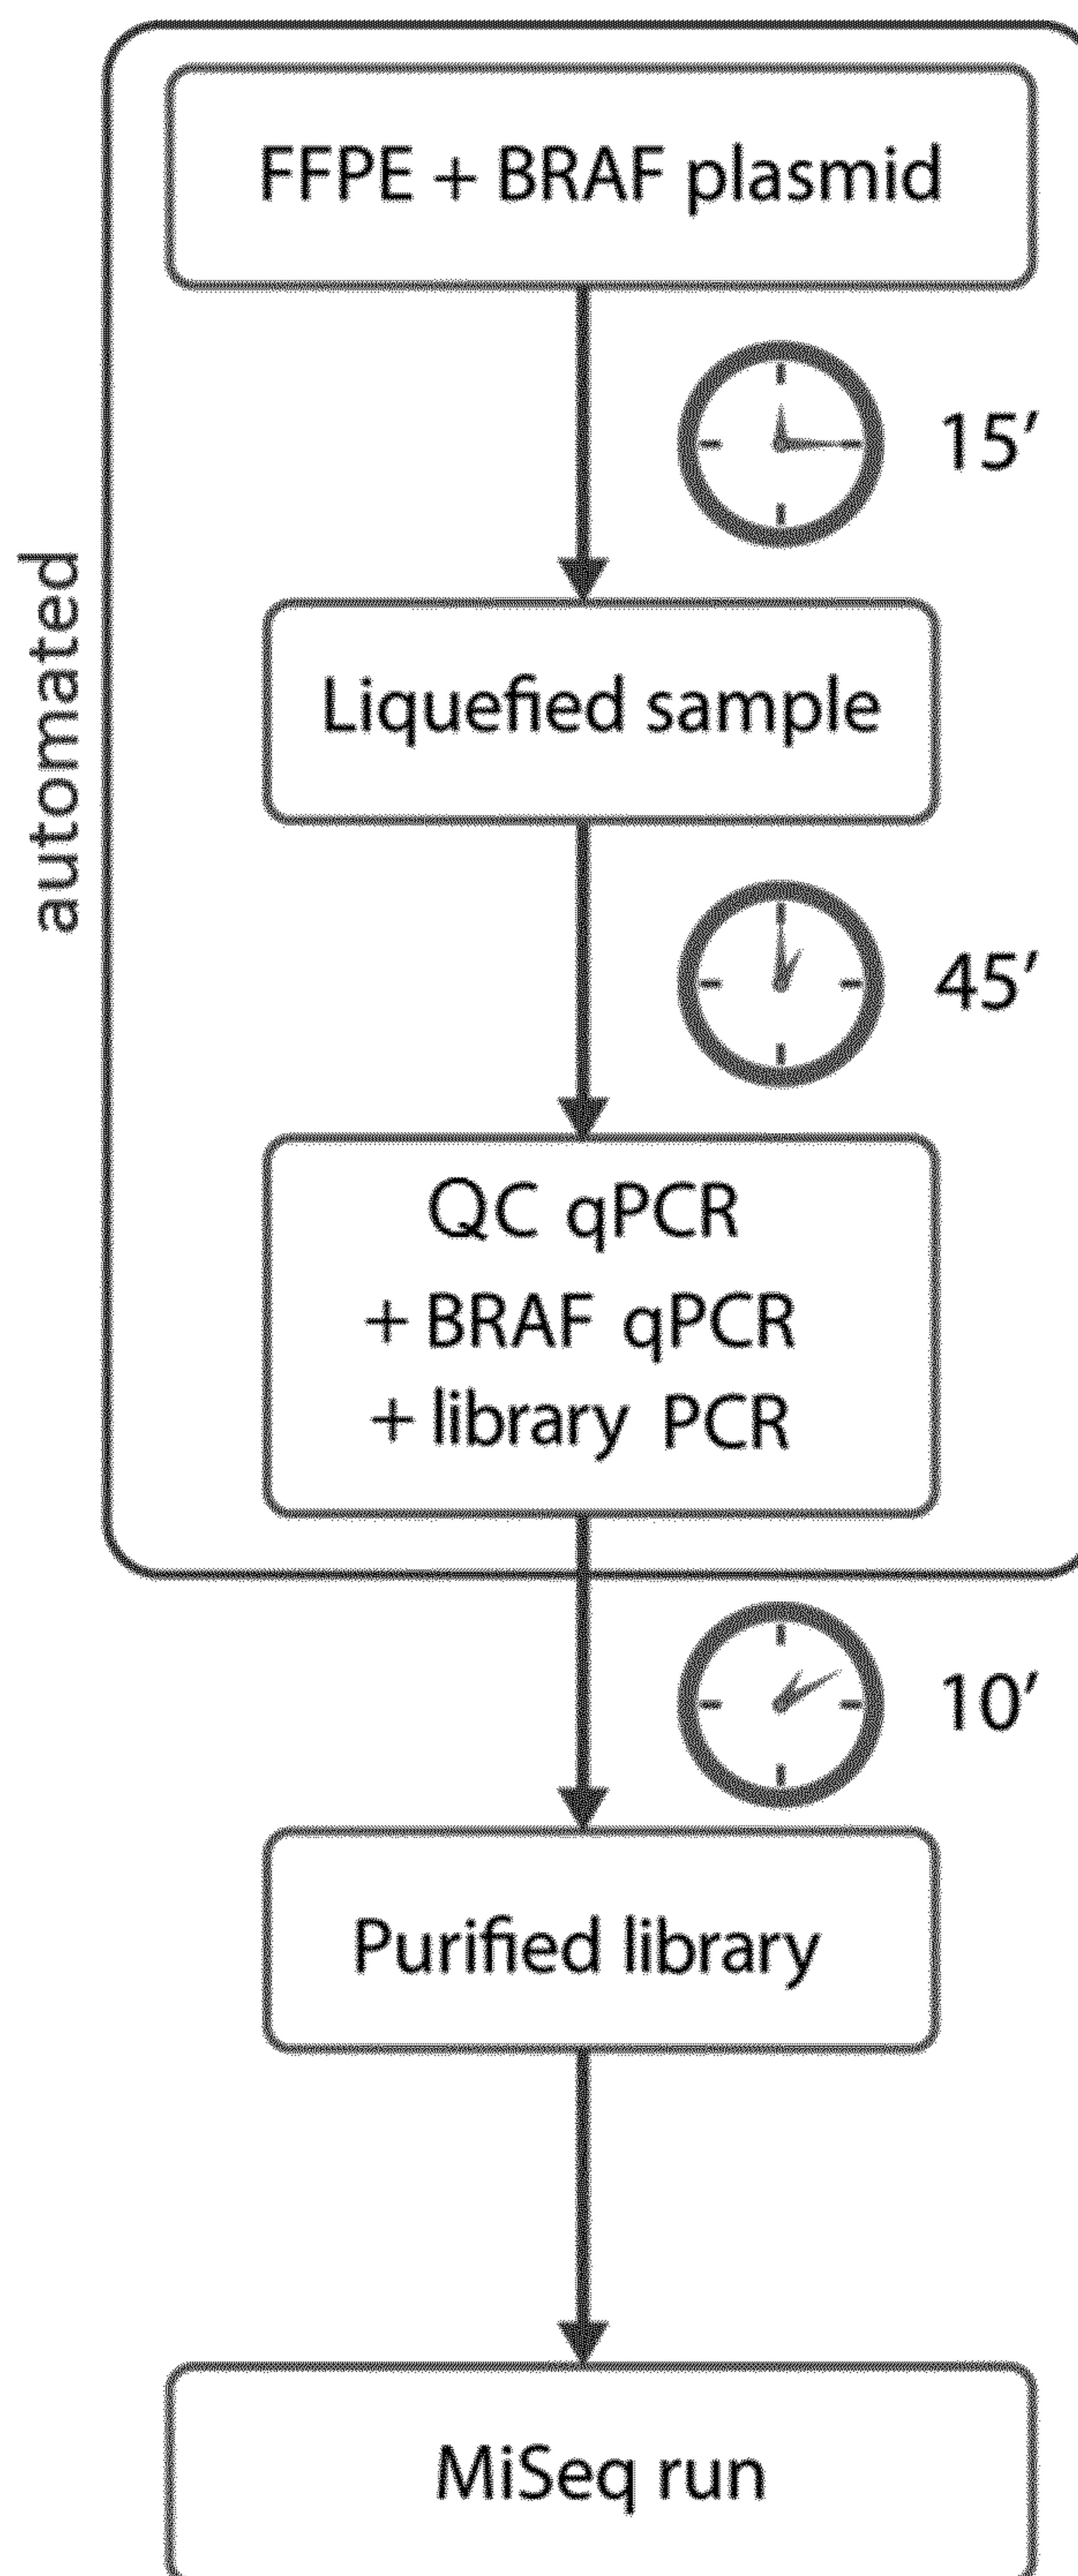 FFPE + BRAF plasmid
15′
automated
Liquefied sample
45′
QC qPCR
+ BRAF qPCR
+ library PCR
10′
Purified library
MiSeq run